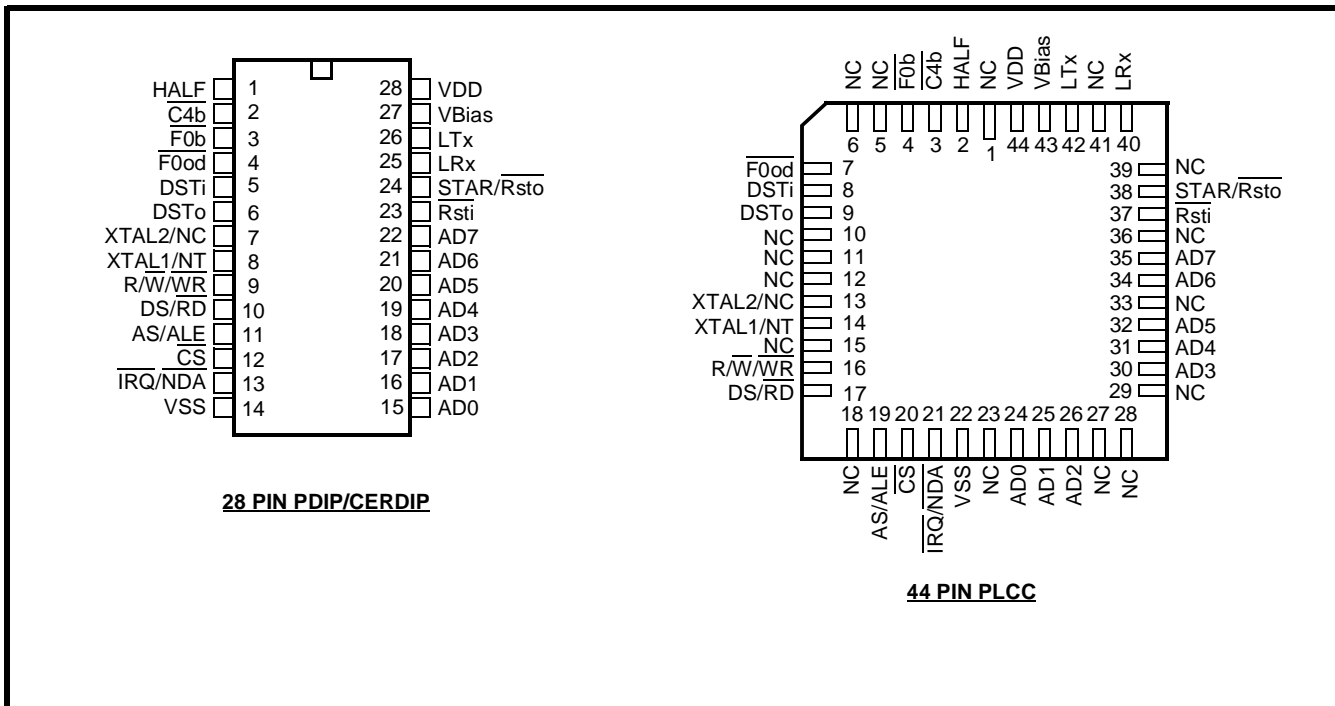 HALF 1 28 VDD
C4b 2 27 VBias
F0b 3 26 LTx
F0od 4 25 LRx
DSTi 5 24 STAR/Rsto
DSTo 6 23 Rsti
XTAL2/NC 7 22 AD7
XTAL1/NT 8 21 AD6
R/W/WR 9 20 AD5
DS/RD 10 19 AD4
AS/ALE 11 18 AD3
CS 12 17 AD2
IRQ/NDA 13 16 AD1
VSS 14 15 AD0
28 PIN PDIP/CERDIP
NC NC F0b C4b HALF NC VDD VBias LTx NC LRx
6 5 4 3 2 1 44 43 42 41 40
F0od 7 39 NC
DSTi 8 38 STAR/Rsto
DSTo 9 37 Rsti
NC 10 36 NC
NC 11 35 AD7
NC 12 34 AD6
XTAL2/NC 13 33 NC
XTAL1/NT 14 32 AD5
NC 15 31 AD4
R/W/WR 16 30 AD3
DS/RD 17 29 NC
18 19 20 21 22 23 24 25 26 27 28
NC AS/ALE CS IRQ/NDA VSS NC AD0 AD1 AD2 NC NC
44 PIN PLCC